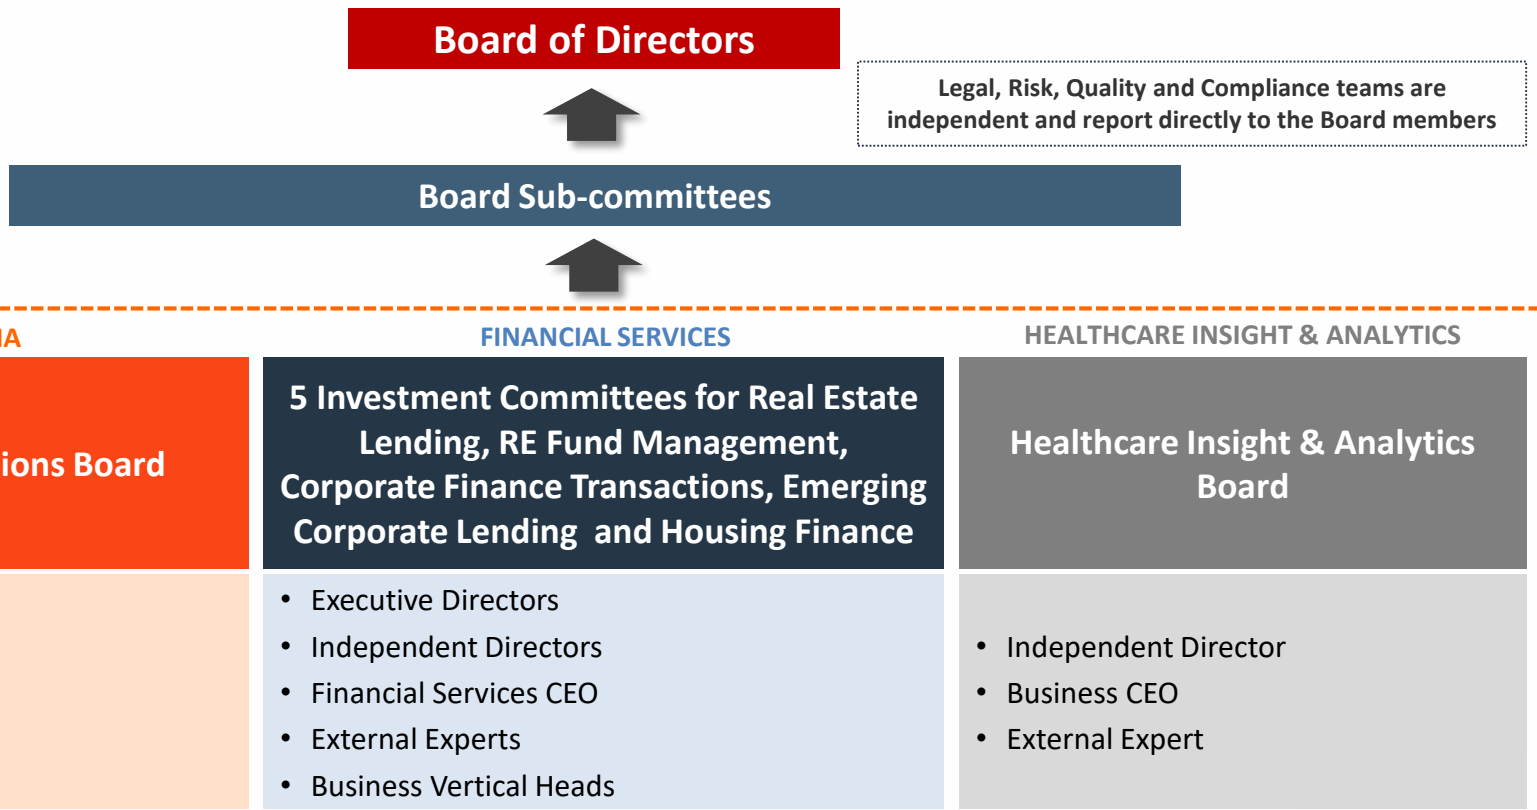 Board of Directors
Legal, Risk, Quality and Compliance teams are
independent and report directly to the Board members
Board Sub-committees
FINANCIAL SERVICES
HEALTHCARE INSIGHT & ANALYTICS
Board
5 Investment Committees for Real Estate
Lending, RE Fund Management,
Corporate Finance Transactions, Emerging
Corporate Lending and Housing Finance
Healthcare Insight & Analytics
Board
• Executive Directors
• Independent Directors
• Financial Services CEO
• External Experts
• Business Vertical Heads
• Independent Director
• Business CEO
• External Expert